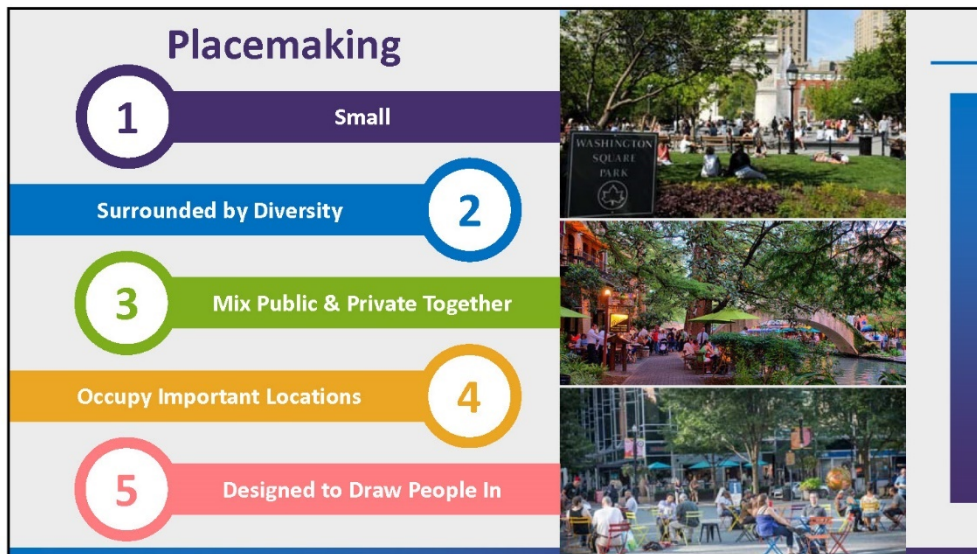 Placemaking
1
Small
Surrounded by Diversity
2
3
Mix Public & Private Together
Occupy Important Locations
4
5
Designed to Draw People In
WASHINGTON
SQUARE
PARK